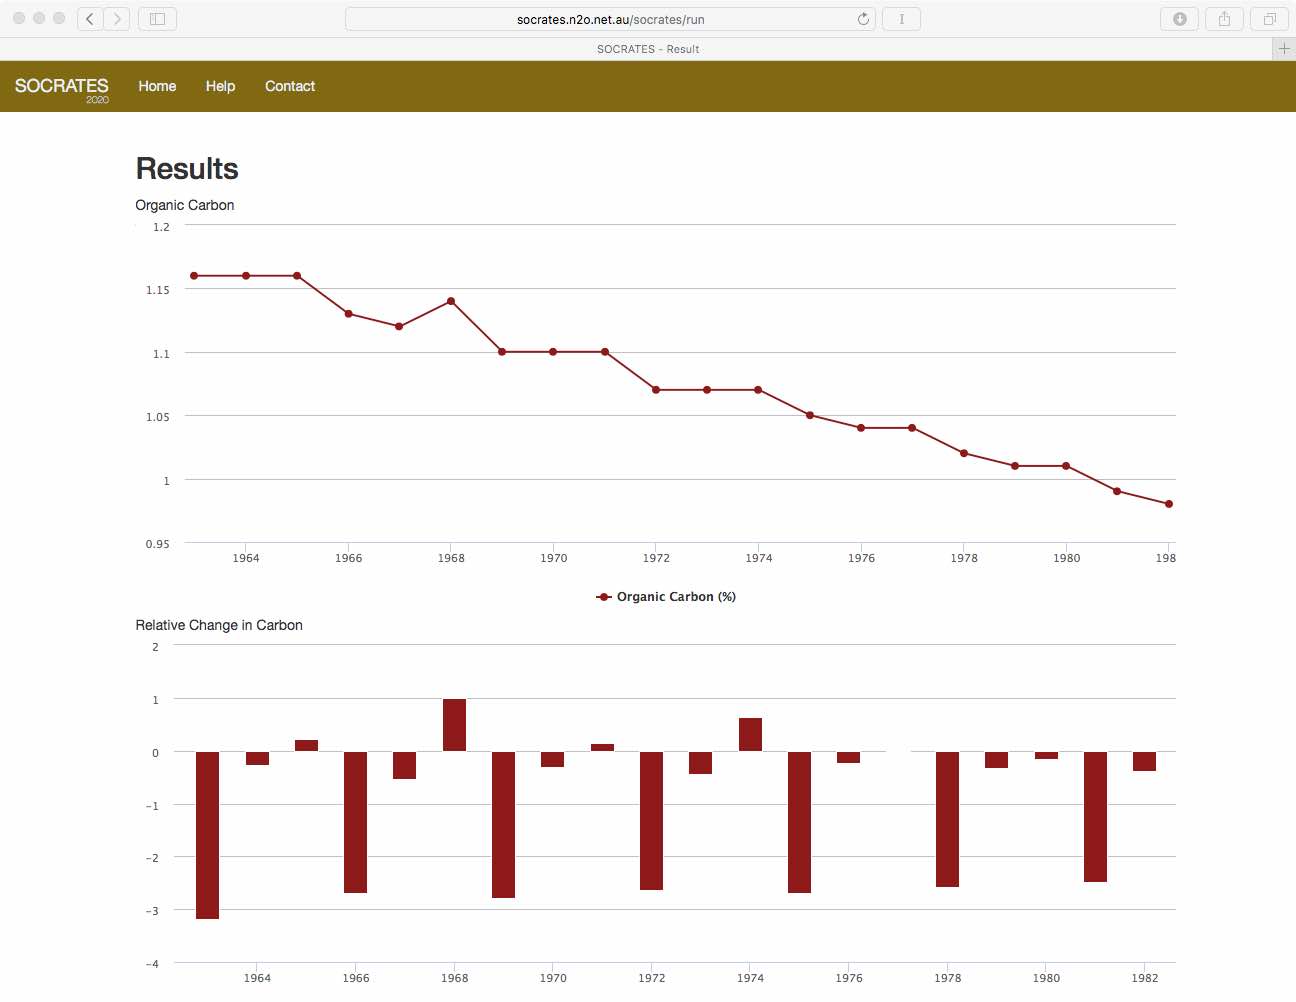 socrates.n2o.net.au/socrates/run
SOCRATES - Result
SOCRATES
2020
Home Help Contact
Results
Organic Carbon
1.2
1.15
1.1
1.05
1
0.95
1964 1966 1968 1970 1972 1974 1976 1978 1980 198
Organic Carbon (%)
Relative Change in Carbon
2
1
0
−1
−2
−3
−4
1964 1966 1968 1970 1972 1974 1976 1978 1980 1982